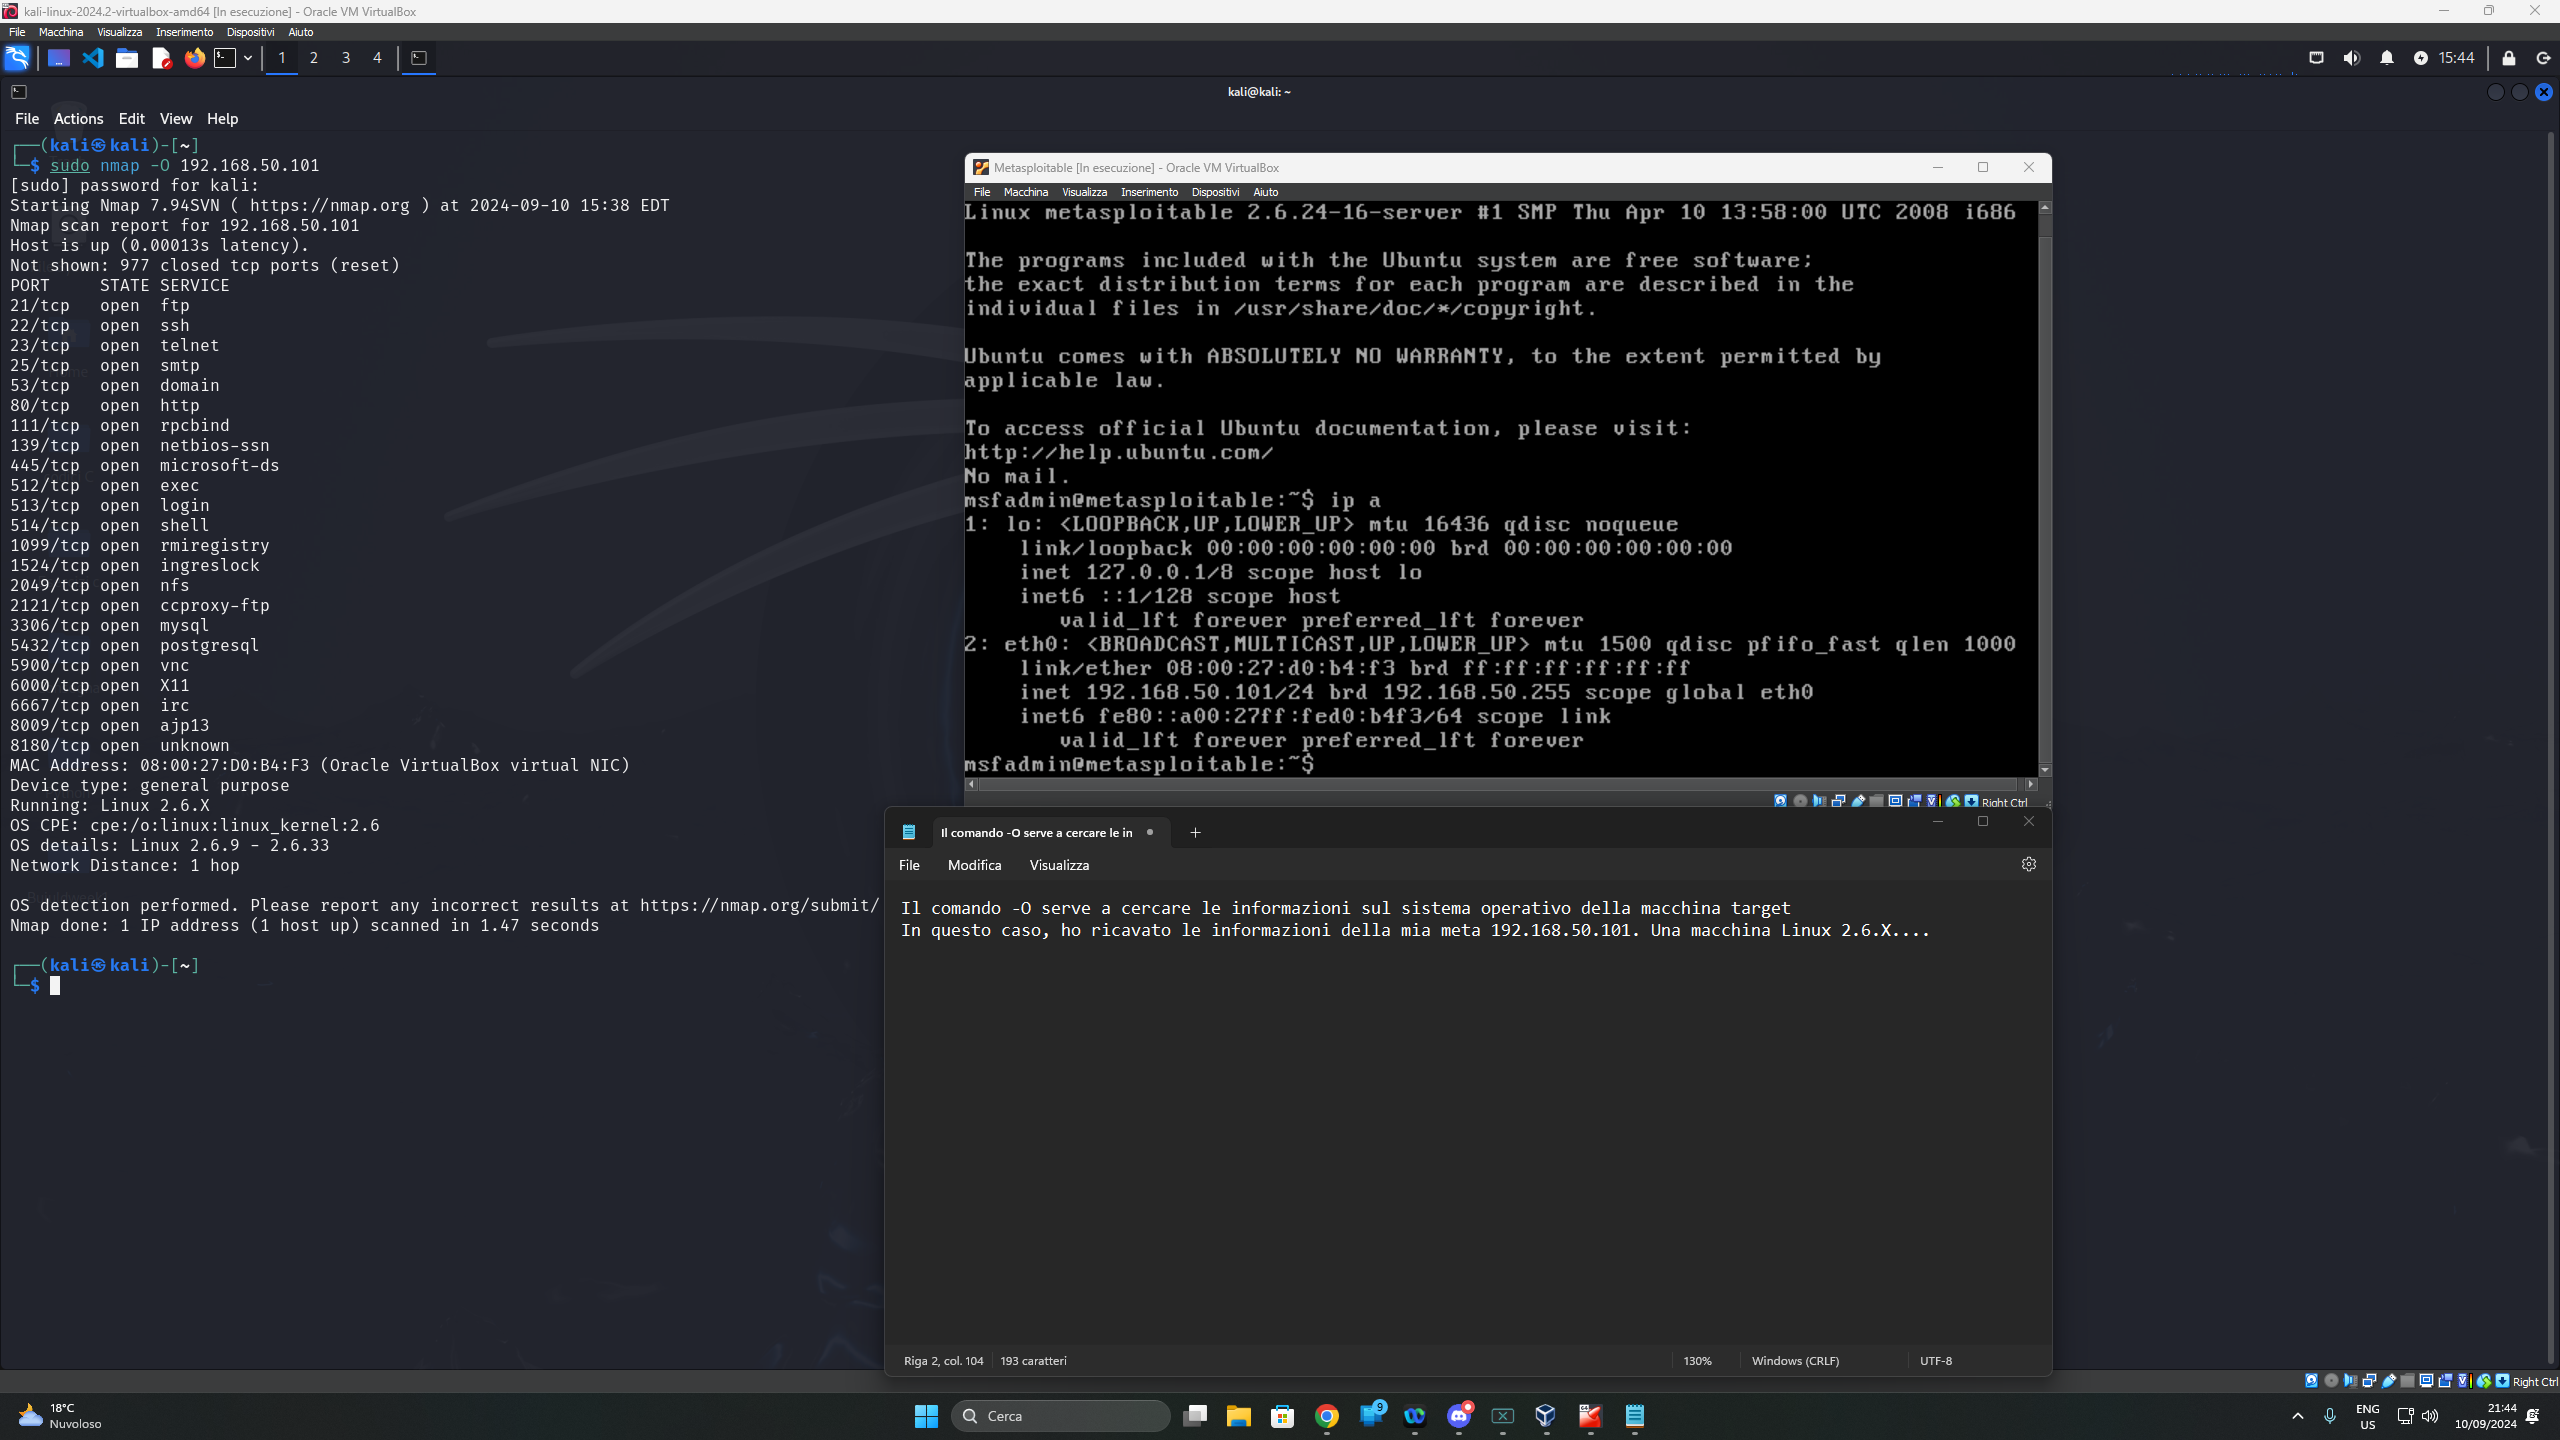 kali-linux-2024.2-virtualbox-amd64 [In esecuzione] - Oracle VM VirtualBox
File Macchina Visualizza Inserimento Dispositivi Aiuto
1 2 3 4
15:44
kali@kali: ~
File Actions Edit View Help
┌──(kali㉿kali)-[~]
└─$ sudo nmap -O 192.168.50.101
[sudo] password for kali:
Starting Nmap 7.94SVN ( https://nmap.org ) at 2024-09-10 15:38 EDT
Nmap scan report for 192.168.50.101
Host is up (0.00013s latency).
Not shown: 977 closed tcp ports (reset)
PORT STATE SERVICE
21/tcp open ftp
22/tcp open ssh
23/tcp open telnet
25/tcp open smtp
53/tcp open domain
80/tcp open http
111/tcp open rpcbind
139/tcp open netbios-ssn
445/tcp open microsoft-ds
512/tcp open exec
513/tcp open login
514/tcp open shell
1099/tcp open rmiregistry
1524/tcp open ingreslock
2049/tcp open nfs
2121/tcp open ccproxy-ftp
3306/tcp open mysql
5432/tcp open postgresql
5900/tcp open vnc
6000/tcp open X11
6667/tcp open irc
8009/tcp open ajp13
8180/tcp open unknown
MAC Address: 08:00:27:D0:B4:F3 (Oracle VirtualBox virtual NIC)
Device type: general purpose
Running: Linux 2.6.X
OS CPE: cpe:/o:linux:linux_kernel:2.6
OS details: Linux 2.6.9 - 2.6.33
Network Distance: 1 hop
OS detection performed. Please report any incorrect results at https://nmap.org/submit/
Nmap done: 1 IP address (1 host up) scanned in 1.47 seconds
┌──(kali㉿kali)-[~]
└─$
Metasploitable [In esecuzione] - Oracle VM VirtualBox
File Macchina Visualizza Inserimento Dispositivi Aiuto
Linux metasploitable 2.6.24-16-server #1 SMP Thu Apr 10 13:58:00 UTC 2008 i686
The programs included with the Ubuntu system are free software;
the exact distribution terms for each program are described in the
individual files in /usr/share/doc/*/copyright.
Ubuntu comes with ABSOLUTELY NO WARRANTY, to the extent permitted by
applicable law.
To access official Ubuntu documentation, please visit:
http://help.ubuntu.com/
No mail.
msfadmin@metasploitable:~$ ip a
1: lo: <LOOPBACK,UP,LOWER_UP> mtu 16436 qdisc noqueue
link/loopback 00:00:00:00:00:00 brd 00:00:00:00:00:00
inet 127.0.0.1/8 scope host lo
inet6 ::1/128 scope host
valid_lft forever preferred_lft forever
2: eth0: <BROADCAST,MULTICAST,UP,LOWER_UP> mtu 1500 qdisc pfifo_fast qlen 1000
link/ether 08:00:27:d0:b4:f3 brd ff:ff:ff:ff:ff:ff
inet 192.168.50.101/24 brd 192.168.50.255 scope global eth0
inet6 fe80::a00:27ff:fed0:b4f3/64 scope link
valid_lft forever preferred_lft forever
msfadmin@metasploitable:~$
Right Ctrl
Il comando -O serve a cercare le in
File Modifica Visualizza
Il comando -O serve a cercare le informazioni sul sistema operativo della macchina target
In questo caso, ho ricavato le informazioni della mia meta 192.168.50.101. Una macchina Linux 2.6.X....
Riga 2, col. 104 193 caratteri 130% Windows (CRLF) UTF-8
Right Ctrl
18°C
Nuvoloso
Cerca
9
ENG
US
21:44
10/09/2024